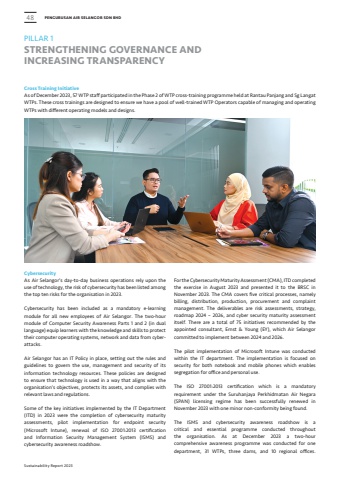 48
PENGURUSAN AIR SELANGOR SDN BHD
PILLAR 1
STRENGTHENING GOVERNANCE AND
INCREASING TRANSPARENCY
Cross Training Initiative
As of December 2023, 57 WTP staff participated in the Phase 2 of WTP cross-training programme held at Rantau Panjang and Sg Langat
WTPs. These cross trainings are designed to ensure we have a pool of well-trained WTP Operators capable of managing and operating
WTPs with different operating models and designs.
Cybersecurity
As Air Selangor's day-to-day business operations rely upon the
use of technology, the risk of cybersecurity has been listed among
the top ten risks for the organisation in 2023.
Cybersecurity has been included as a mandatory e-learning
module for all new employees of Air Selangor. The two-hour
module of Computer Security Awareness Parts 1 and 2 (in dual
language) equip learners with the knowledge and skills to protect
their computer operating systems, network and data from cyber-
attacks.
Air Selangor has an IT Policy in place, setting out the rules and
guidelines to govern the use, management and security of its
information technology resources. These policies are designed
to ensure that technology is used in a way that aligns with the
organisation's objectives, protects its assets, and complies with
relevant laws and regulations.
Some of the key initiatives implemented by the IT Department
(ITD) in 2023 were the completion of cybersecurity maturity
assessments, pilot implementation for endpoint security
(Microsoft Intune), renewal of ISO 27001:2013 certification
and Information Security Management System (ISMS) and
cybersecurity awareness roadshow.
For the Cybersecurity Maturity Assessment (CMA), ITD completed
the exercise in August 2023 and presented it to the BRSC in
November 2023. The CMA covers five critical processes, namely
billing, distribution, production, procurement and complaint
management. The deliverables are risk assessments, strategy,
roadmap 2024 – 2026, and cyber security maturity assessment
itself. There are a total of 75 initiatives recommended by the
appointed consultant, Ernst & Young (EY), which Air Selangor
committed to implement between 2024 and 2026.
The pilot implementation of Microsoft Intune was conducted
within the IT department. The implementation is focused on
security for both notebook and mobile phones which enables
segregation for office and personal use.
The ISO 27001:2013 certification which is a mandatory
requirement under the Suruhanjaya Perkhidmatan Air Negara
(SPAN) licensing regime has been successfully renewed in
November 2023 with one minor non-conformity being found.
The ISMS and cybersecurity awareness roadshow is a
critical and essential programme conducted throughout
the organisation. As at December 2023 a two-hour
comprehensive awareness programme was conducted for one
department, 31 WTPs, three dams, and 10 regional offices.
Sustainability Report 2023